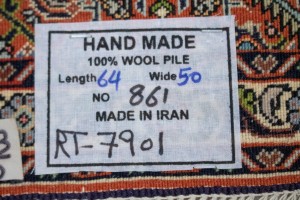 HAND MADE
100% WOOL PILE
Length 64 Wide 50
NO 861
MADE IN IRAN
RT-7901